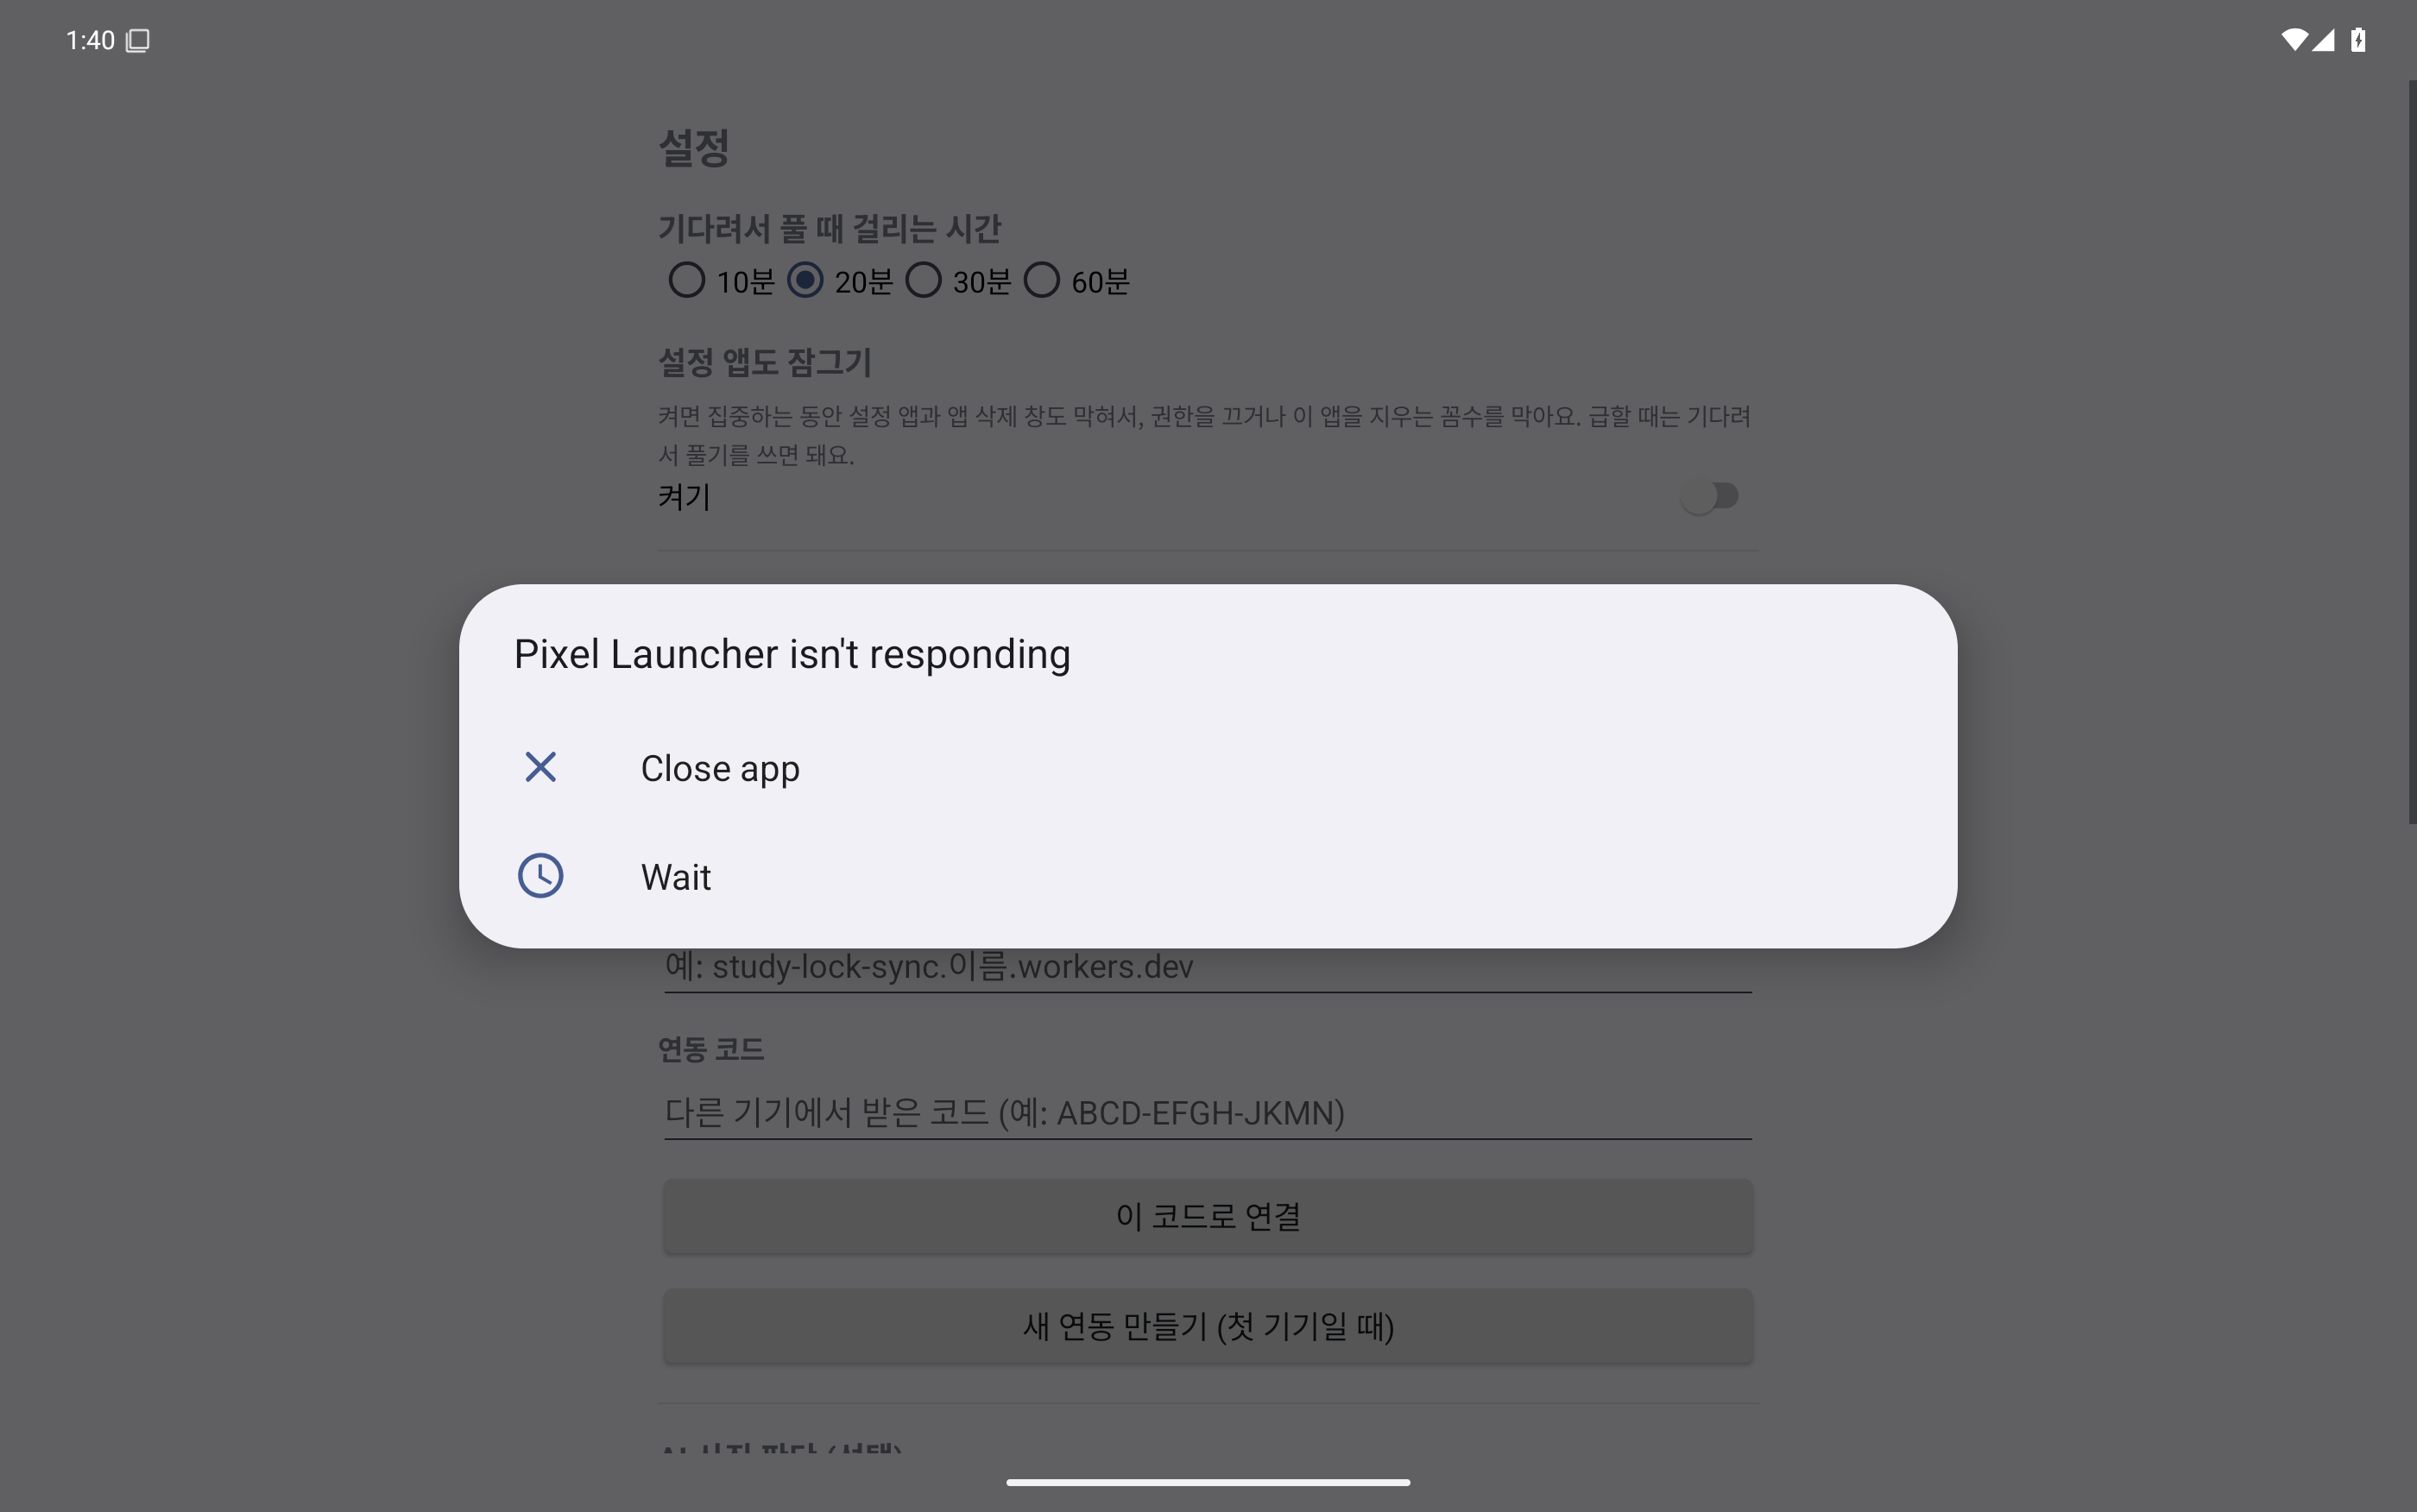 1:40
설정
기다려서 풀 때 걸리는 시간
10분 20분 30분 60분
설정 앱도 잠그기
켜면 집중하는 동안 설정 앱과 앱 삭제 창도 막혀서, 권한을 끄거나 이 앱을 지우는 꼼수를 막아요. 급할 때는 기다려
서 풀기를 쓰면 돼요.
켜기
Pixel Launcher isn't responding
Close app
Wait
예: study-lock-sync.이름.workers.dev
연동 코드
다른 기기에서 받은 코드 (예: ABCD-EFGH-JKMN)
이 코드로 연결
새 연동 만들기 (첫 기기일 때)